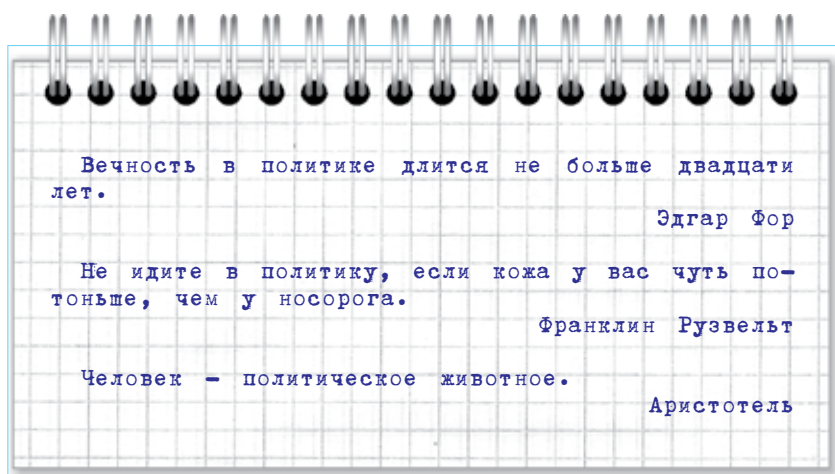 Вечность в политике длится не больше двадцати
лет.
Эдгар Фор
Не идите в политику, если кожа у вас чуть по-
тоньше, чем у носорога.
Франклин Рузвельт
Человек – политическое животное.
Аристотель